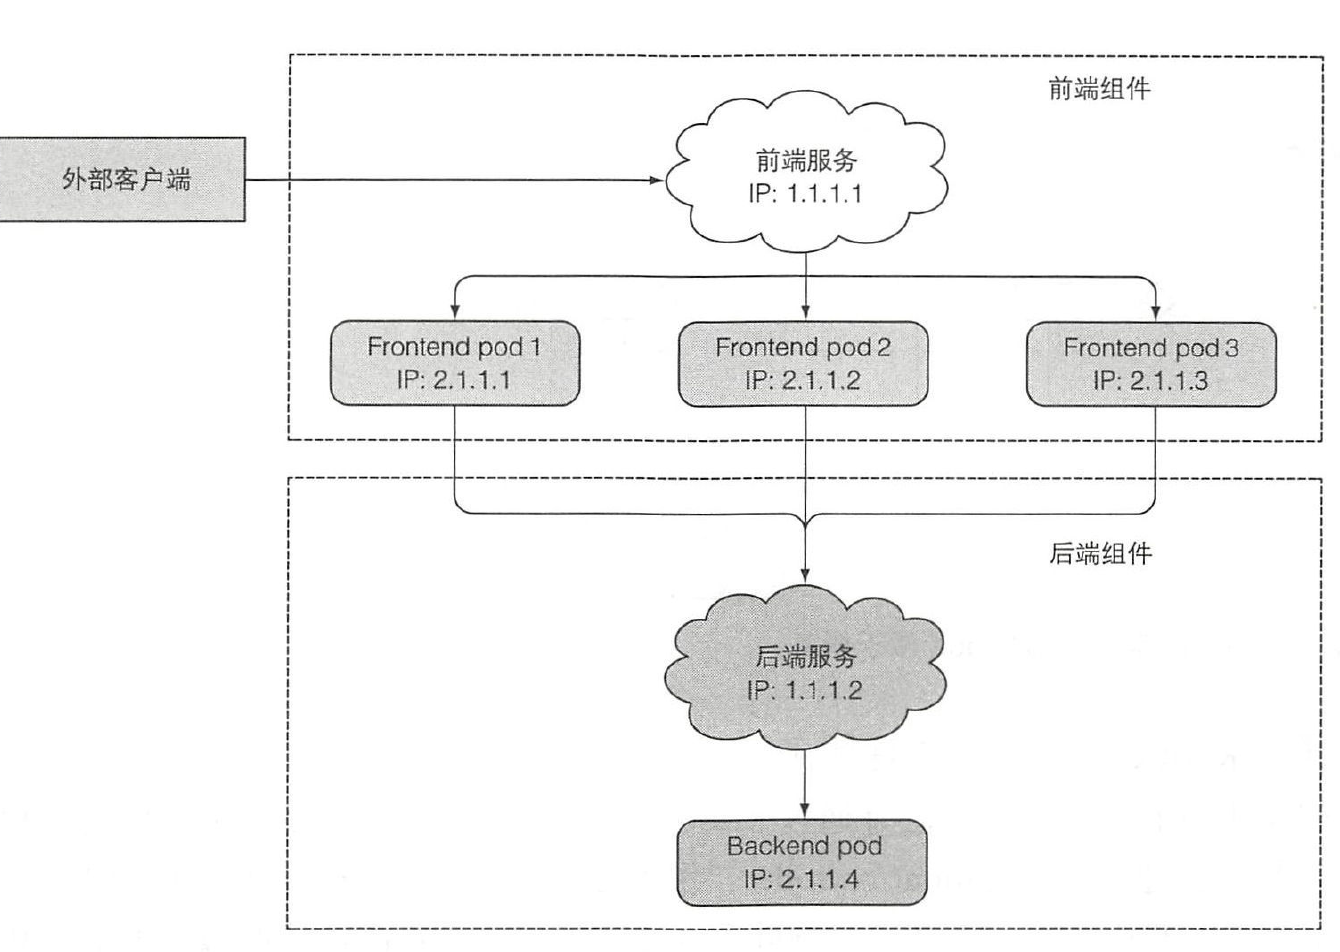 前端组件
外部客户端
前端服务
IP: 1.1.1.1
Frontend pod 1
IP: 2.1.1.1
Frontend pod 2
IP: 2.1.1.2
Frontend pod 3
IP: 2.1.1.3
后端组件
后端服务
IP: 1.1.1.2
Backend pod
IP: 2.1.1.4